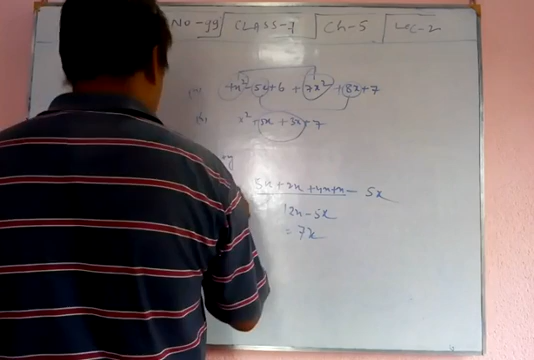 No-99 CLASS-7 Ch-5 Lec-2
+x² - 5x + 6 + 7x² + 8x + 7
x² + 5x + 3x + 7
5x + 2x + 4x + x - 5x
12x - 5x
= 7x